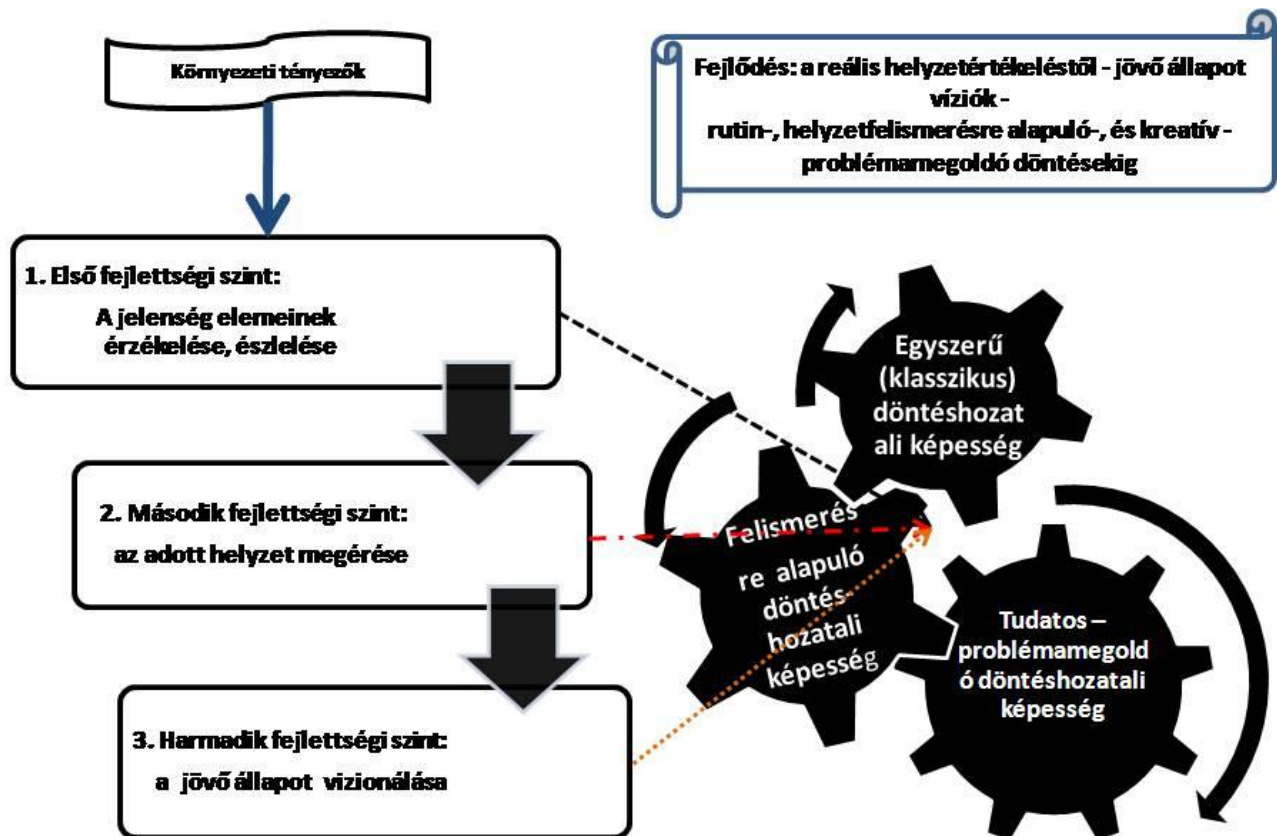 Környezeti tényezők
Fejlődés: a reális helyzetértékeléstől - jövő állapot
víziók -
rutin-, helyzetfelismerésre alapuló-, és kreatív -
problémamegoldó döntésekig
1. Első fejlettségi szint:
A jelenség elemeinek
érzékelése, észlelése
2. Második fejlettségi szint:
az adott helyzet megérése
3. Harmadik fejlettségi szint:
a jövő állapot vizionálása
Egyszerű
(klasszikus)
döntéshozat
ali képesség
Felismerés
re alapuló
döntés-
hozatali
képesség
Tudatos –
problémamegold
ó döntéshozatali
képesség